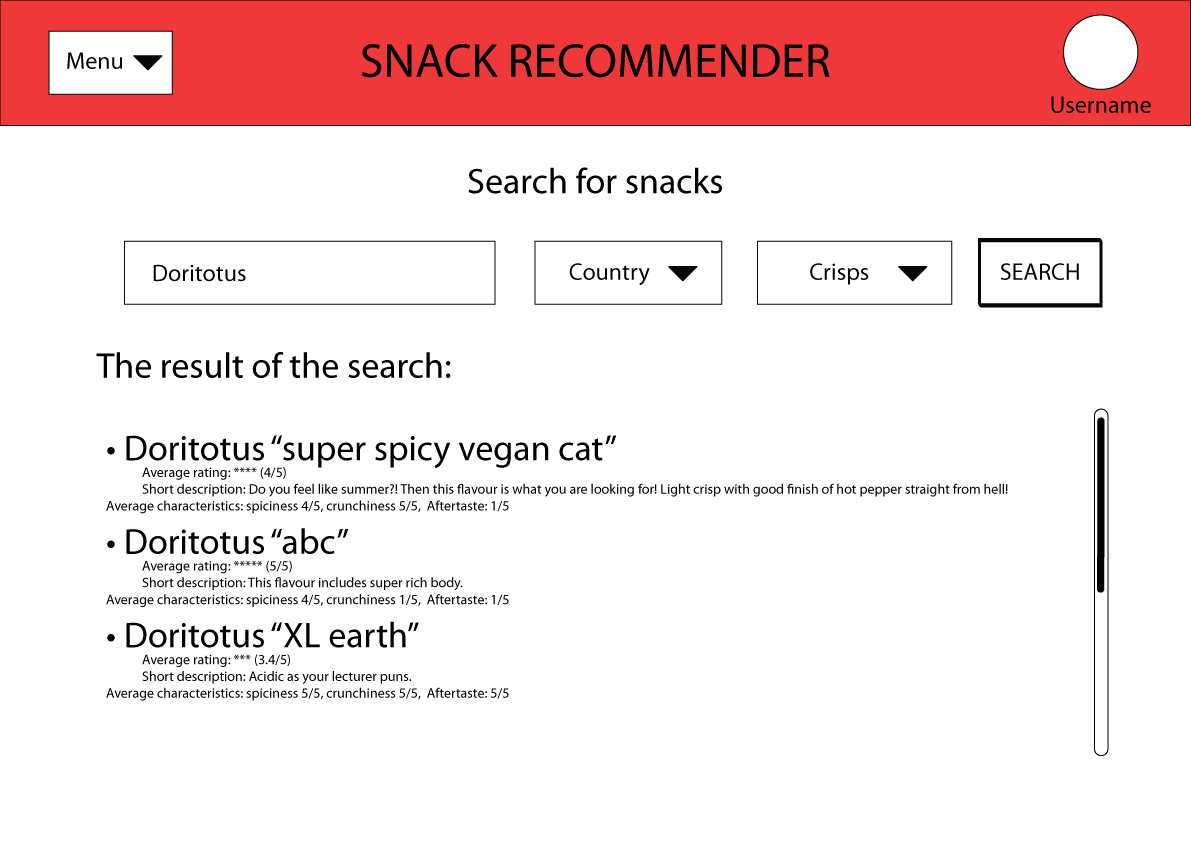 Menu
SNACK RECOMMENDER
Username
Search for snacks
Doritotus
Country
Crisps
SEARCH
The result of the search:
• Doritotus “super spicy vegan cat”
Average rating: **** (4/5)
Short description: Do you feel like summer?! Then this flavour is what you are looking for! Light crisp with good finish of hot pepper straight from hell!
Average characteristics: spiciness 4/5, crunchiness 5/5, Aftertaste: 1/5
• Doritotus “abc”
Average rating: ***** (5/5)
Short description: This flavour includes super rich body.
Average characteristics: spiciness 4/5, crunchiness 1/5, Aftertaste: 1/5
• Doritotus “XL earth”
Average rating: *** (3.4/5)
Short description: Acidic as your lecturer puns.
Average characteristics: spiciness 5/5, crunchiness 5/5, Aftertaste: 5/5